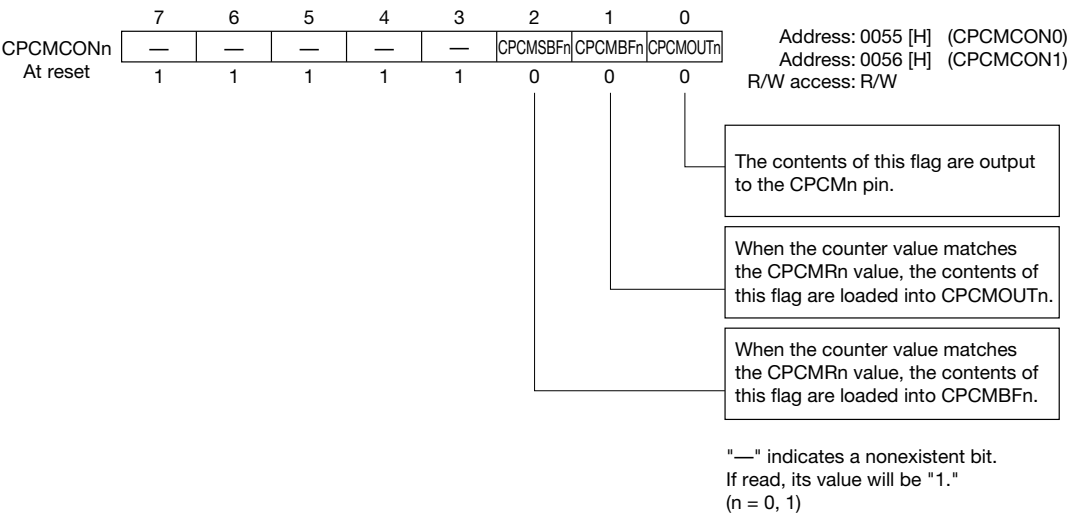 7 6 5 4 3 2 1 0
CPCMCONn — — — — — CPCMSBFn CPCMBFn CPCMOUTn
At reset 1 1 1 1 1 0 0 0
Address: 0055 [H] (CPCMCON0)
Address: 0056 [H] (CPCMCON1)
R/W access: R/W
The contents of this flag are output
to the CPCMn pin.
When the counter value matches
the CPCMRn value, the contents of
this flag are loaded into CPCMOUTn.
When the counter value matches
the CPCMRn value, the contents of
this flag are loaded into CPCMBFn.
"—" indicates a nonexistent bit.
If read, its value will be "1."
(n = 0, 1)